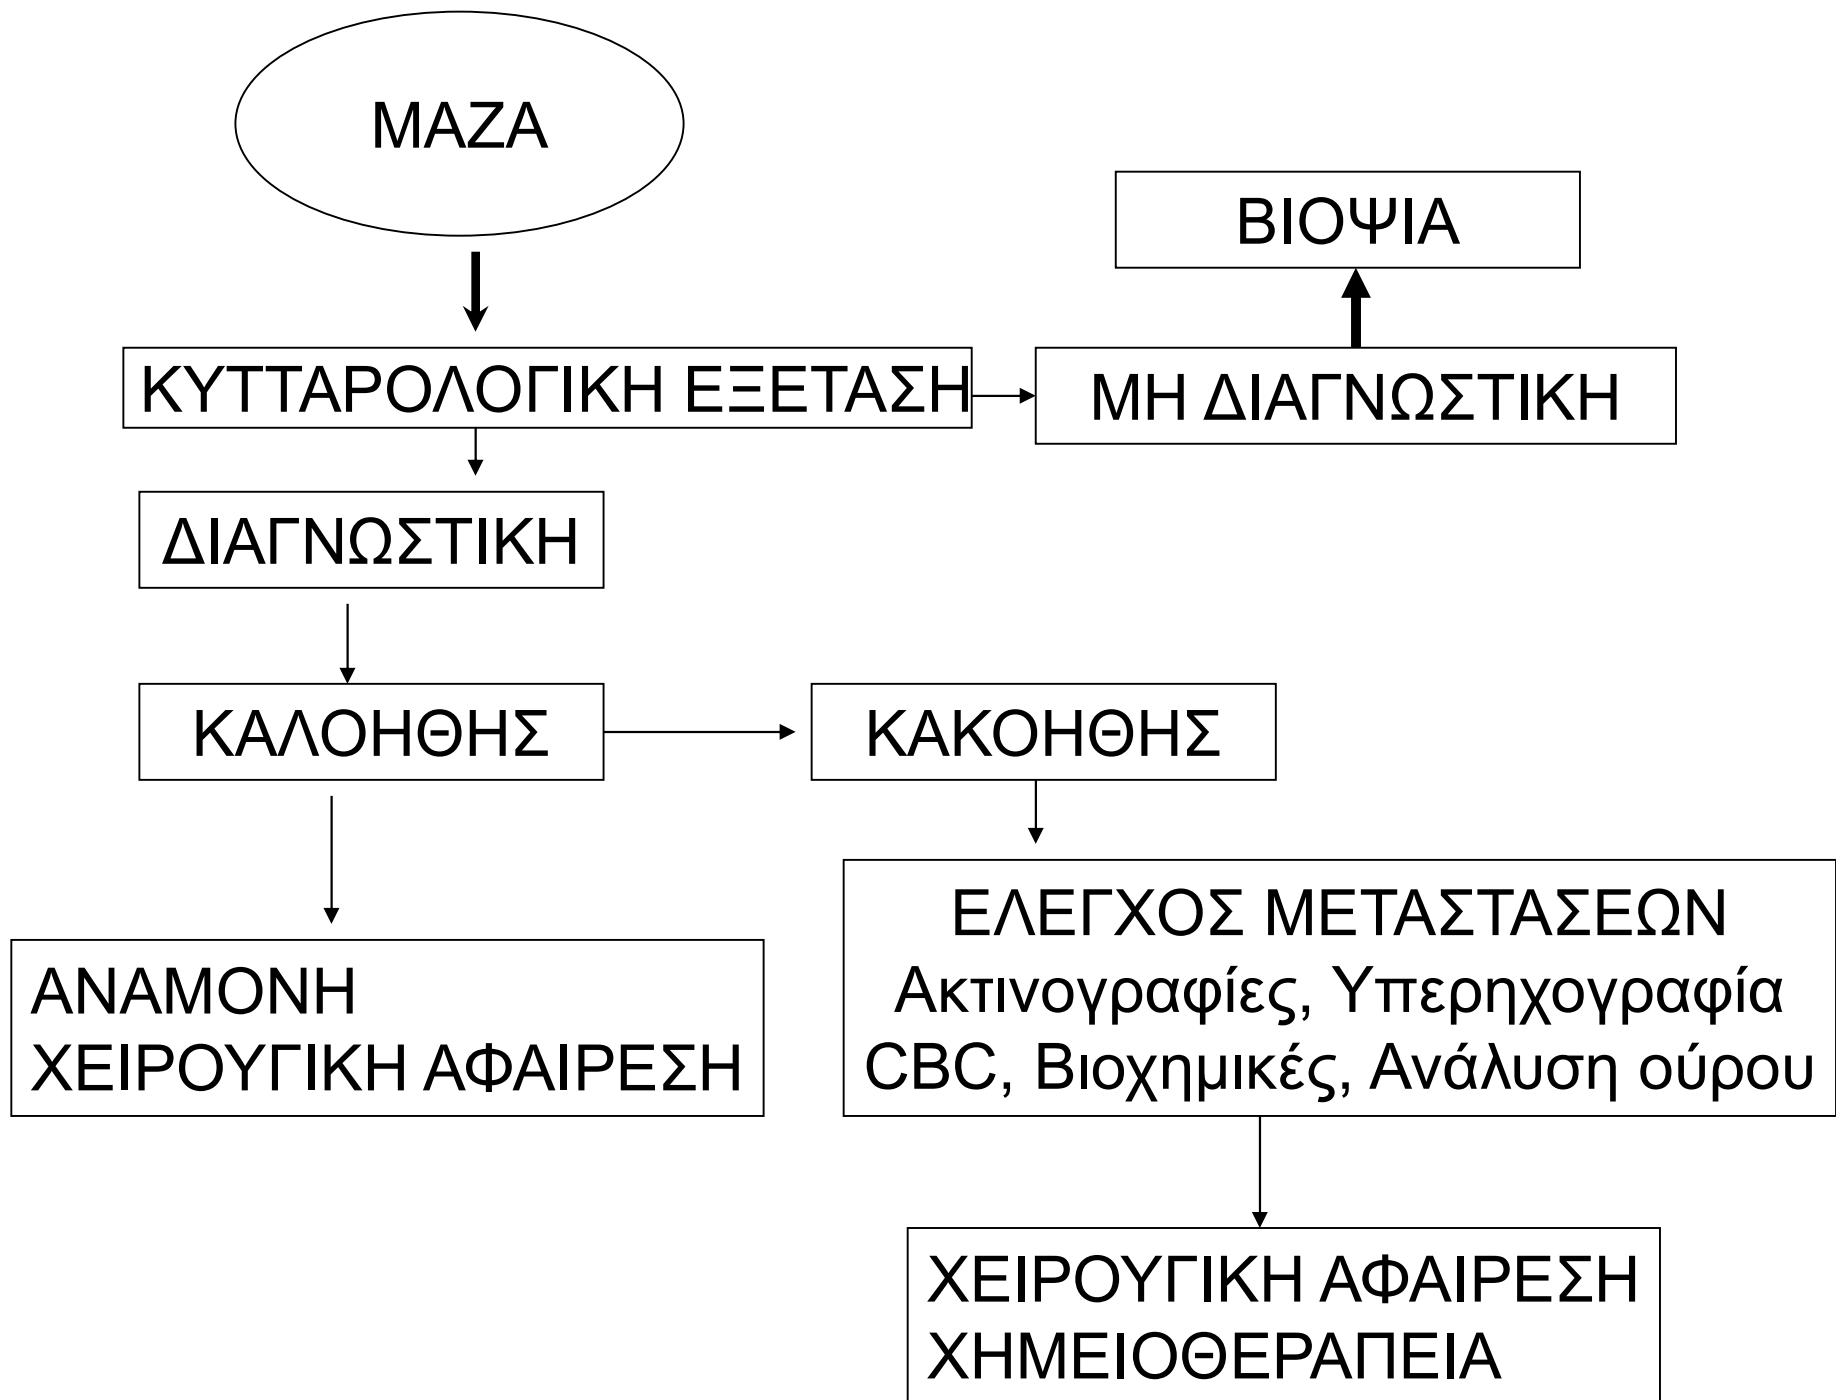 ΜΑΖΑ
ΒΙΟΨΙΑ
ΚΥΤΤΑΡΟΛΟΓΙΚΗ ΕΞΕΤΑΣΗ
ΜΗ ΔΙΑΓΝΩΣΤΙΚΗ
ΔΙΑΓΝΩΣΤΙΚΗ
ΚΑΛΟΗΘΗΣ
ΚΑΚΟΗΘΗΣ
ΑΝΑΜΟΝΗ
ΧΕΙΡΟΥΓΙΚΗ ΑΦΑΙΡΕΣΗ
ΕΛΕΓΧΟΣ ΜΕΤΑΣΤΑΣΕΩΝ
Ακτινογραφίες, Υπερηχογραφία
CBC, Βιοχημικές, Ανάλυση ούρου
ΧΕΙΡΟΥΓΙΚΗ ΑΦΑΙΡΕΣΗ
ΧΗΜΕΙΟΘΕΡΑΠΕΙΑ